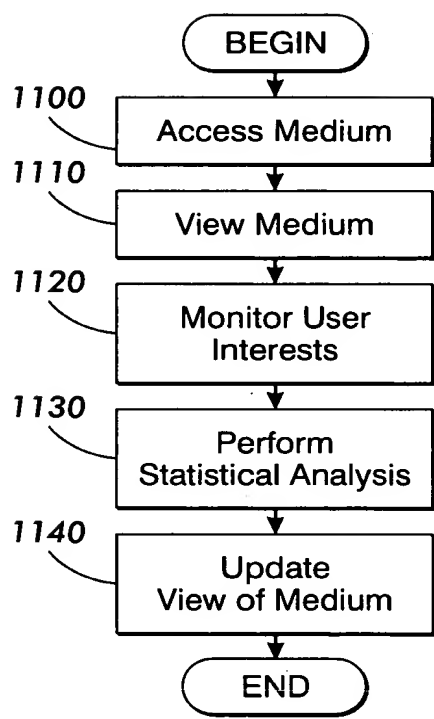 BEGIN
1100
Access Medium
1110
View Medium
1120
Monitor User
Interests
1130
Perform
Statistical Analysis
1140
Update
View of Medium
END